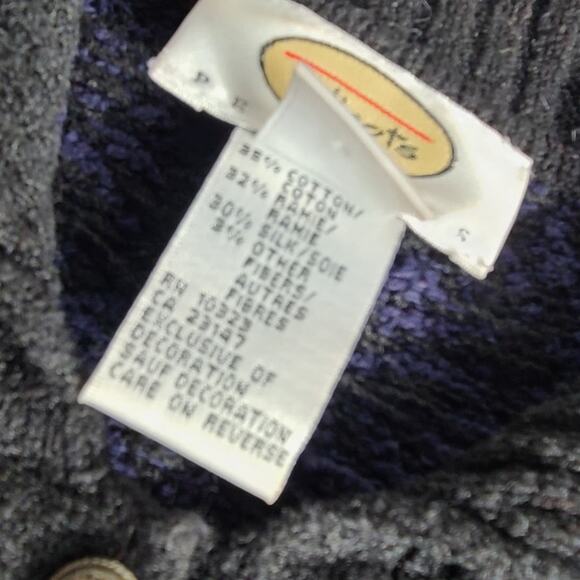 P
35% COTTON/
COTON
32% RAMIE/
RAMIE
30% SILK/SOIE
3% OTHER
FIBERS/
AUTRES
FIBRES
RN 10323
CA 23147
EXCLUSIVE OF
DECORATION
SAUF DECORATION
CARE ON REVERSE